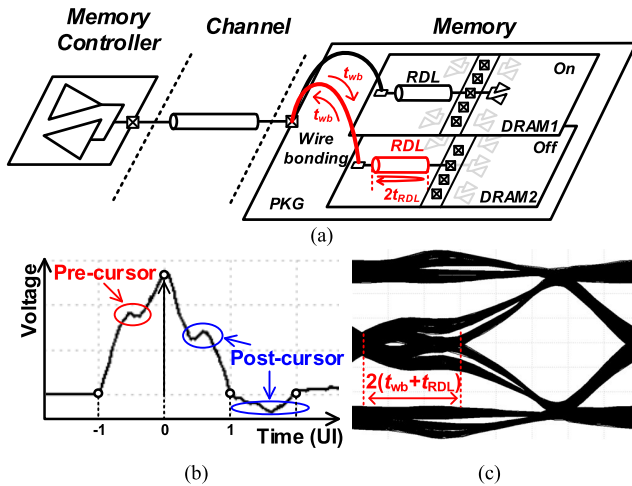 Memory
Controller
Channel
Memory
t_wb
t_wb
RDL
On
Wire
bonding
RDL
DRAM1
Off
2t_RDL
PKG
DRAM2
(a)
Voltage
Pre-cursor
Post-cursor
-1
0
1
2
Time (UI)
(b)
2(t_wb+t_RDL)
(c)